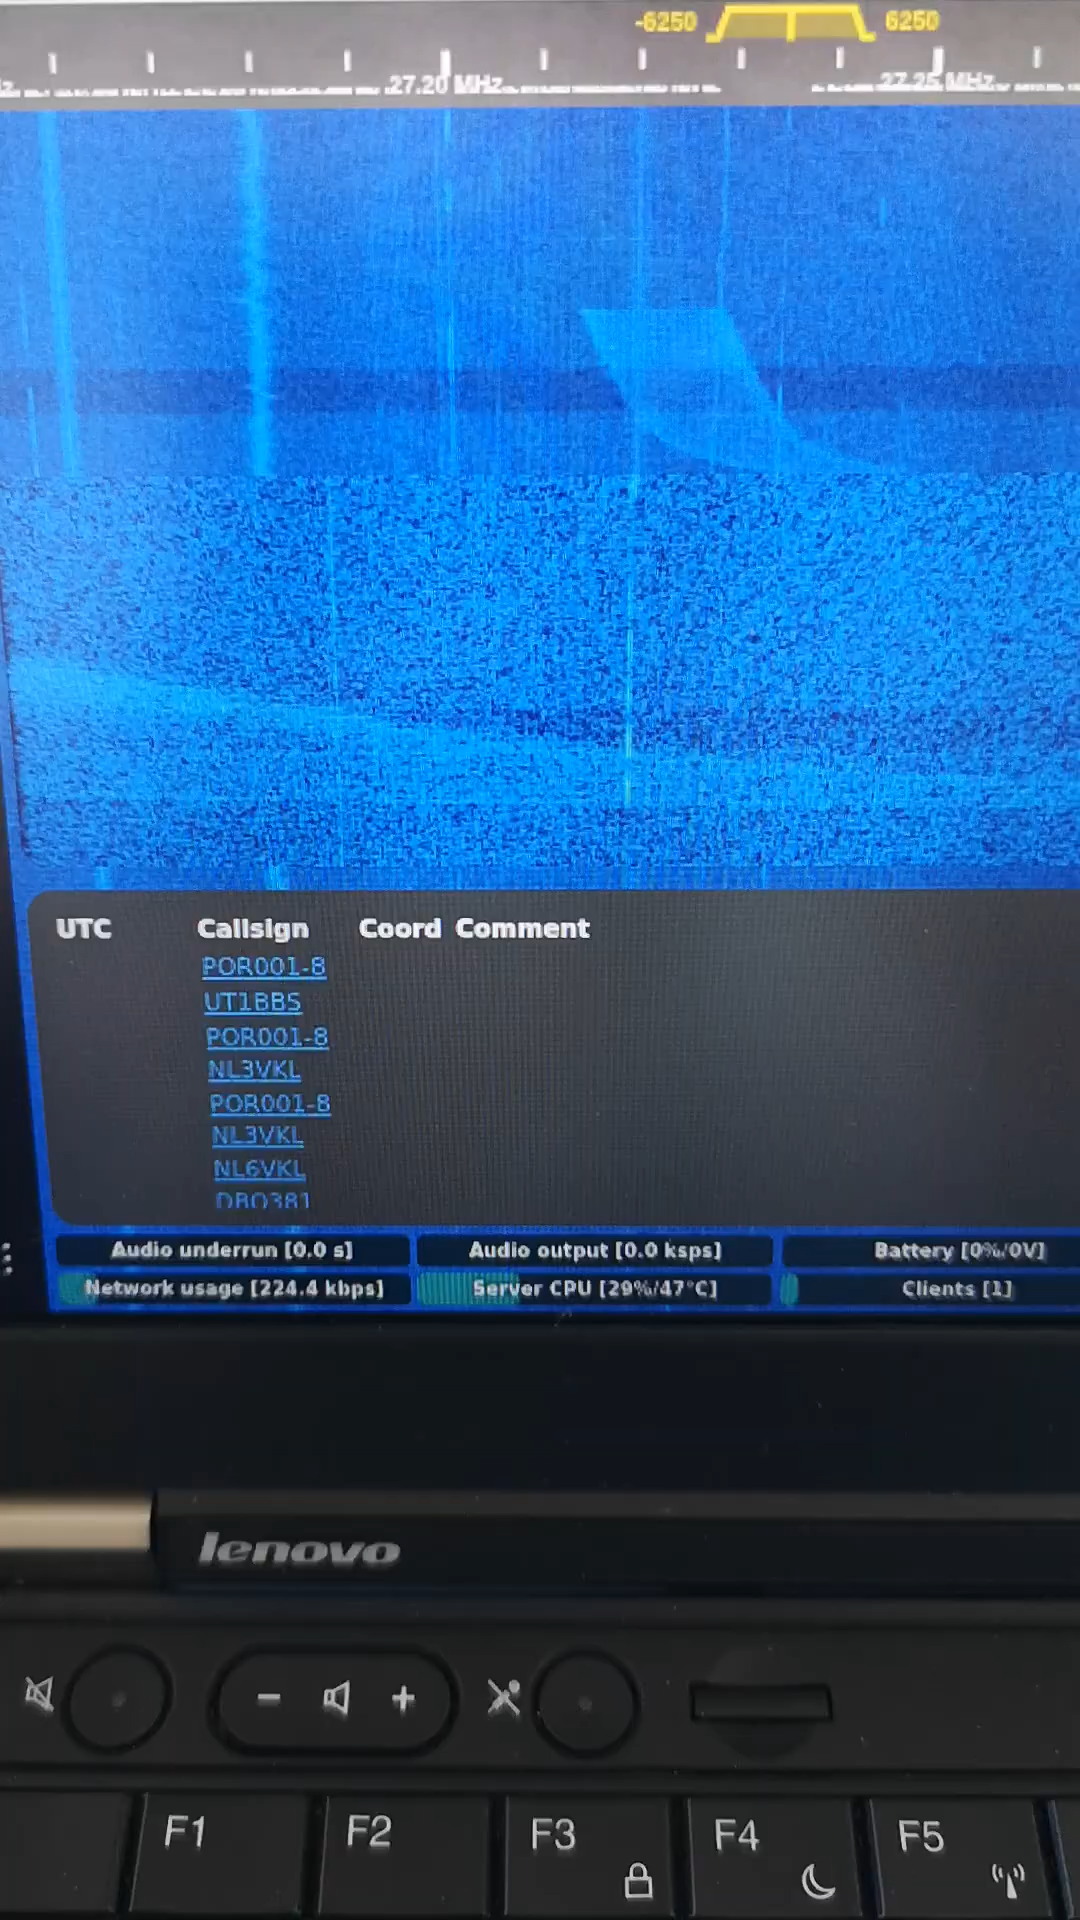 -6250 6250
27.20 MHz 27.25 MHz
UTC Callsign Coord Comment
POR001-8
UT1BBS
POR001-8
NL3VKL
POR001-8
NL3VKL
NL6VKL
DBO381
Audio underrun [0.0 s] Audio output [0.0 ksps] Battery [0%/0V]
Network usage [224.4 kbps] Server CPU [29%/47°C] Clients [1]
lenovo
- +
F1 F2 F3 F4 F5